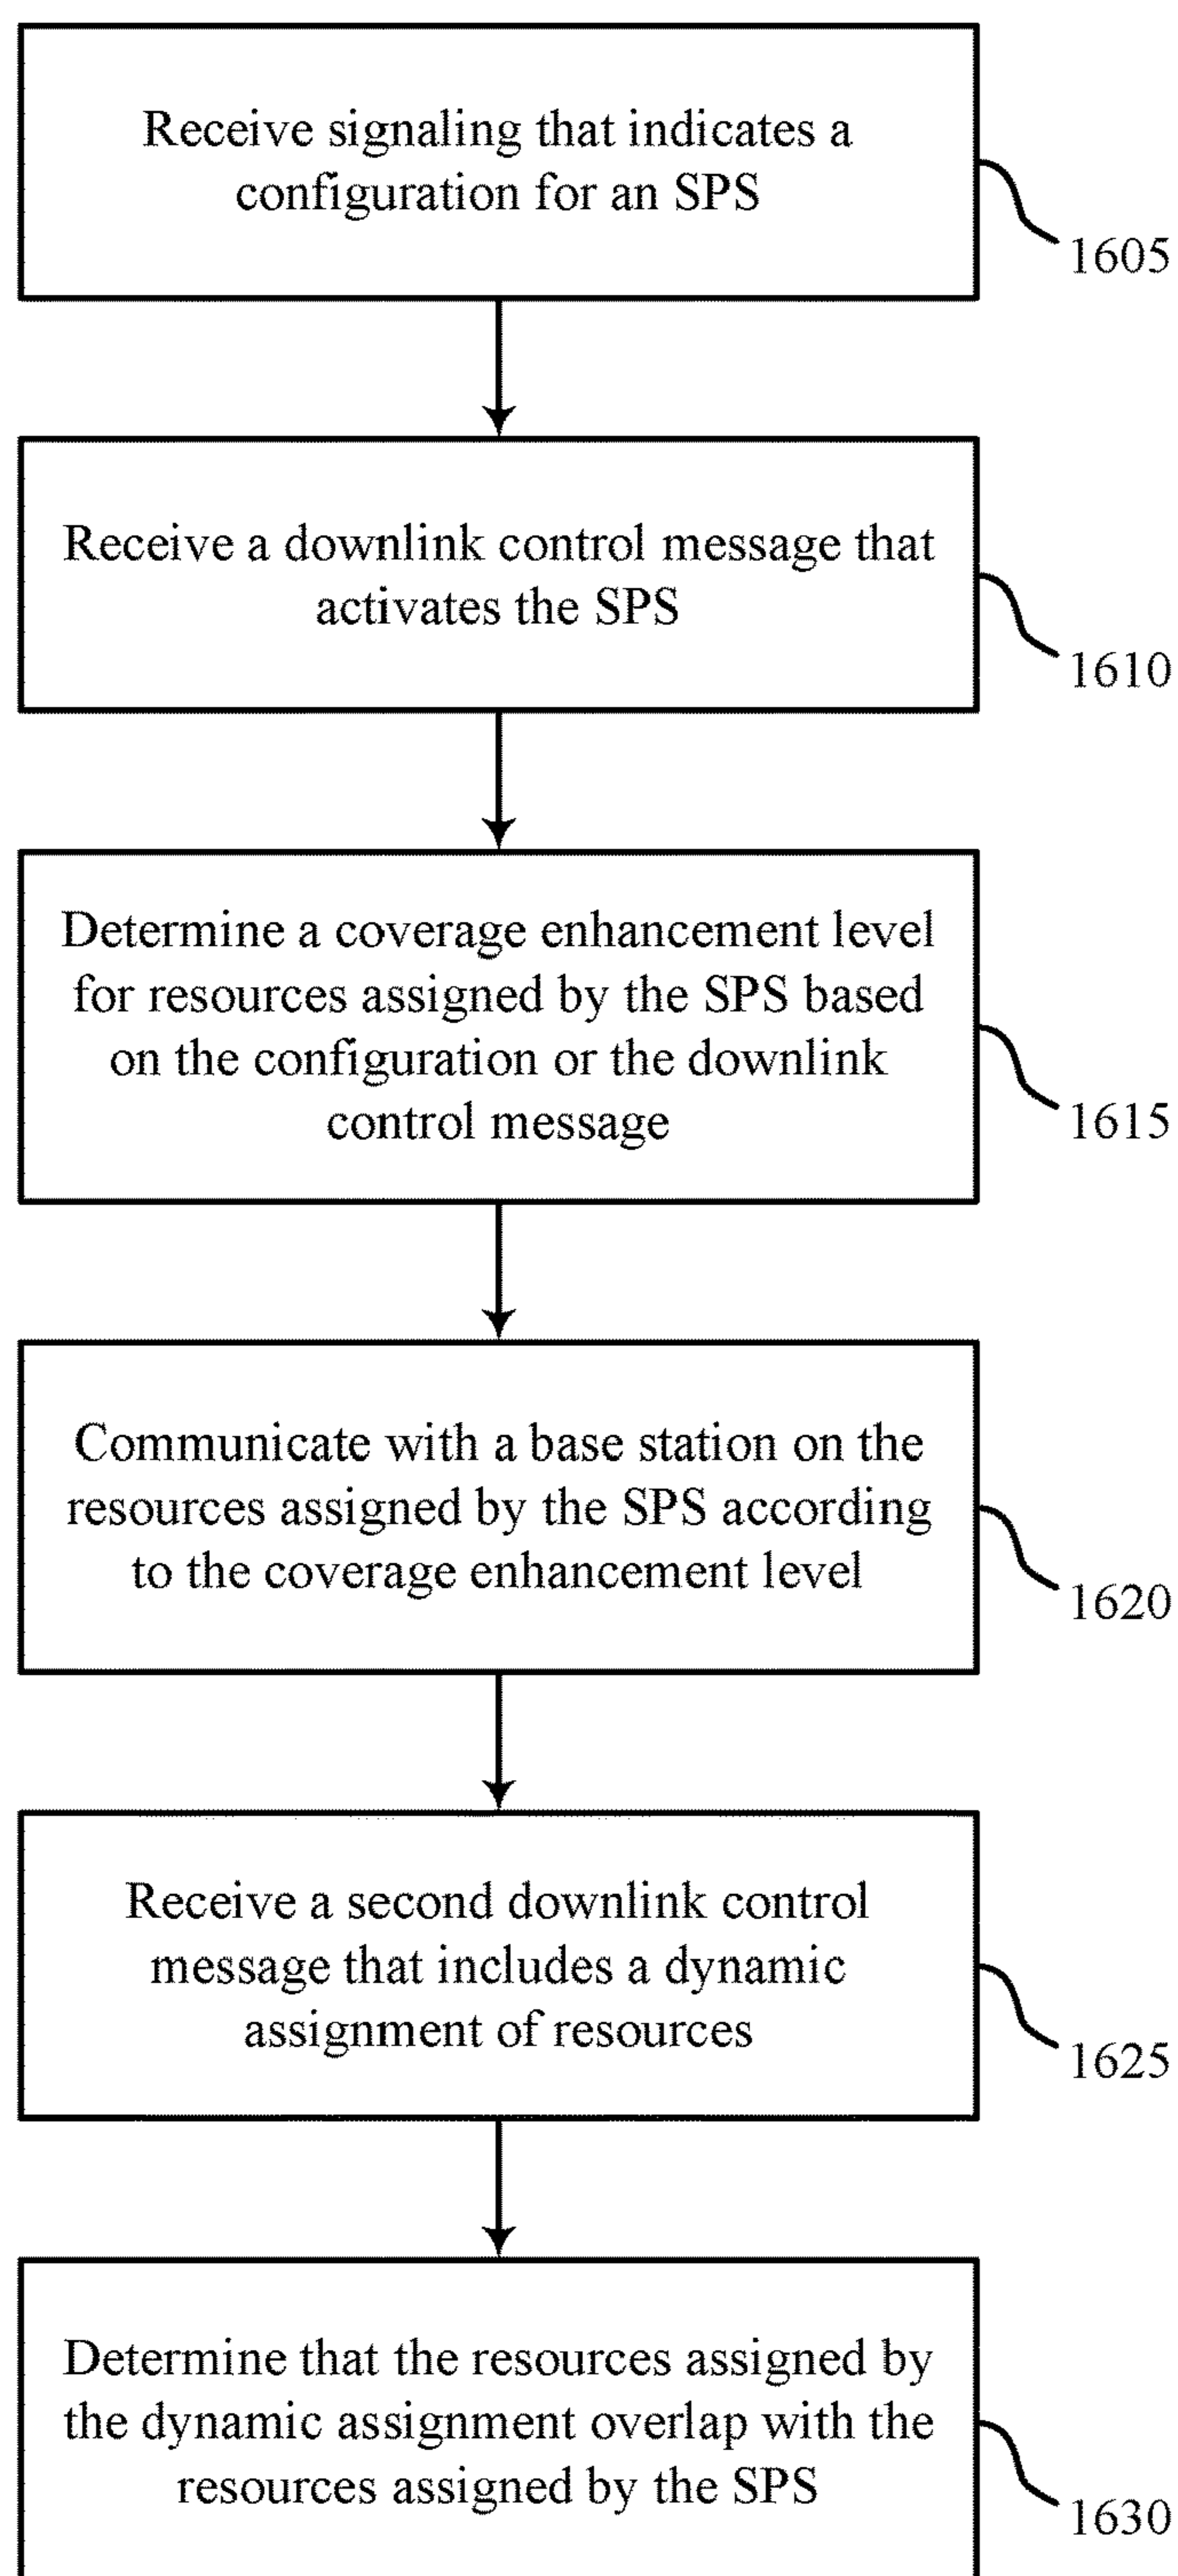 Receive signaling that indicates a
configuration for an SPS
1605
Receive a downlink control message that
activates the SPS
1610
Determine a coverage enhancement level
for resources assigned by the SPS based
on the configuration or the downlink
control message
1615
Communicate with a base station on the
resources assigned by the SPS according
to the coverage enhancement level
1620
Receive a second downlink control
message that includes a dynamic
assignment of resources
1625
Determine that the resources assigned by
the dynamic assignment overlap with the
resources assigned by the SPS
1630